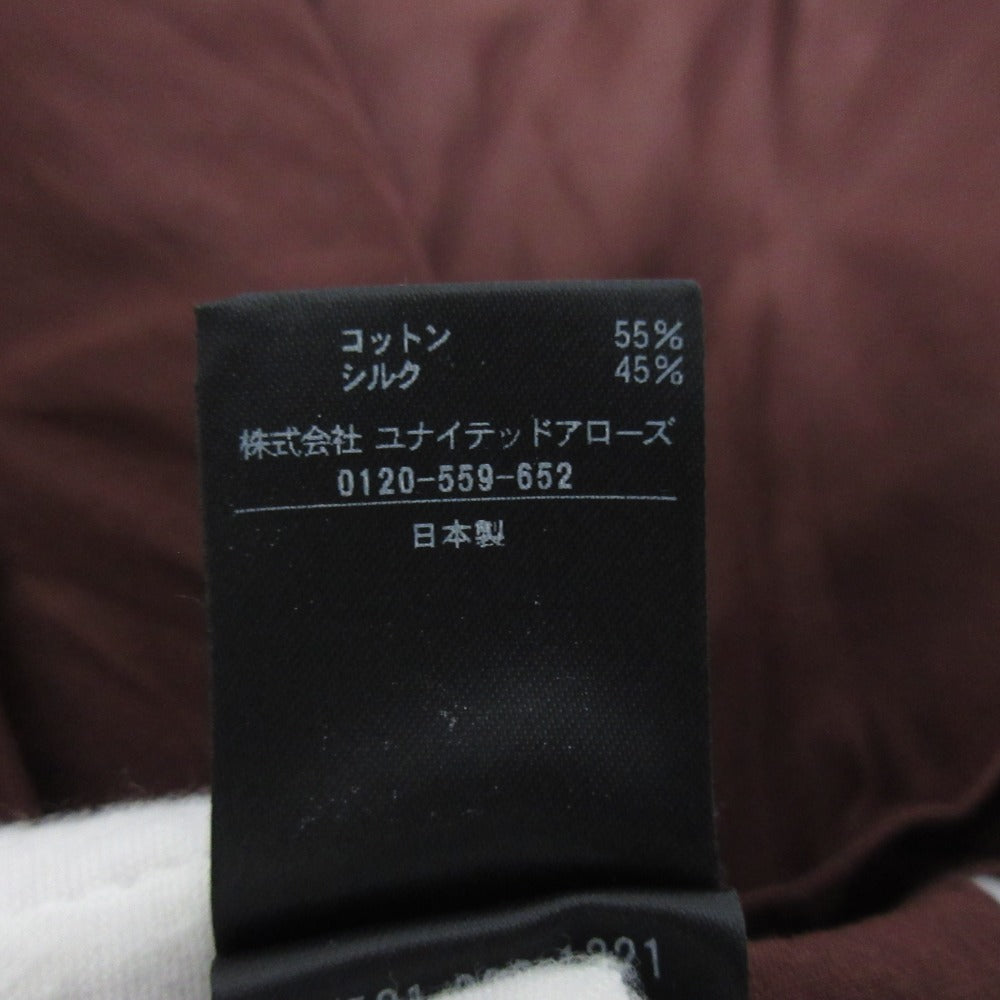 コットン 55%
シルク 45%
株式会社 ユナイテッドアローズ
0120-559-652
日本製